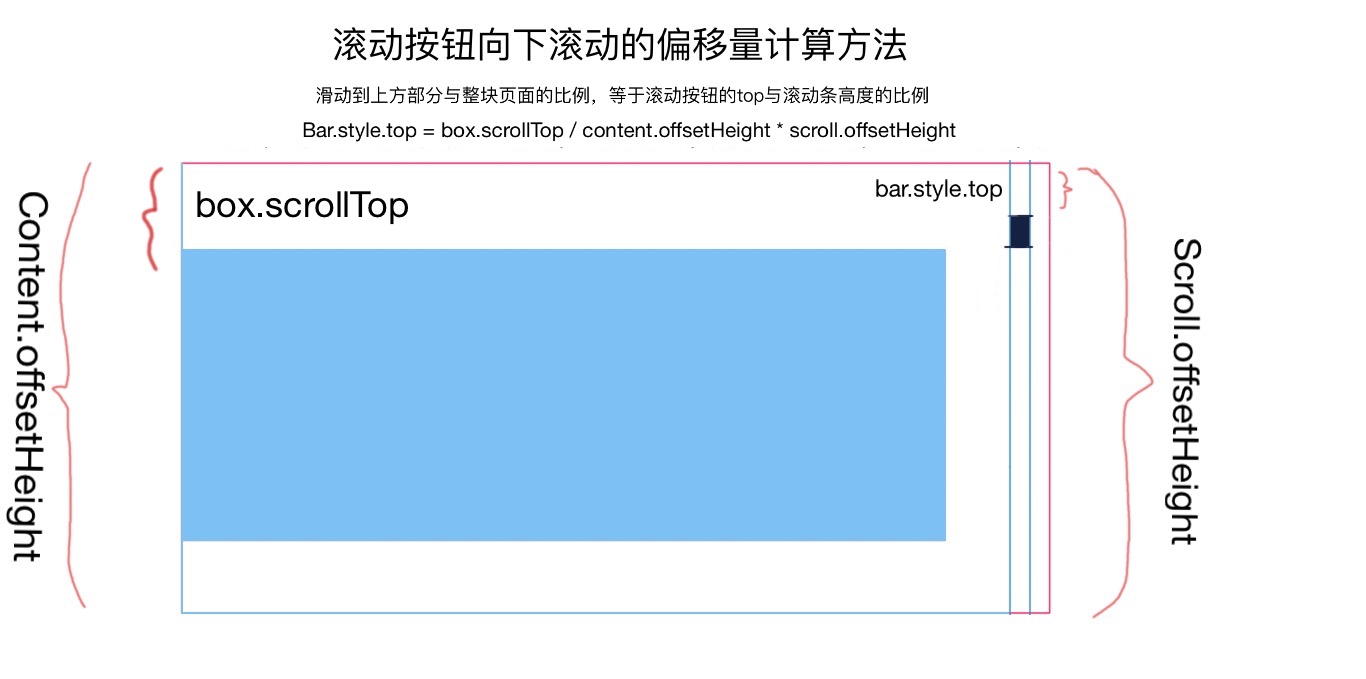 滚动按钮向下滚动的偏移量计算方法
滑动到上方部分与整块页面的比例，等于滚动按钮的top与滚动条高度的比例
Bar.style.top = box.scrollTop / content.offsetHeight * scroll.offsetHeight
Content.offsetHeight
box.scrollTop
bar.style.top
Scroll.offsetHeight